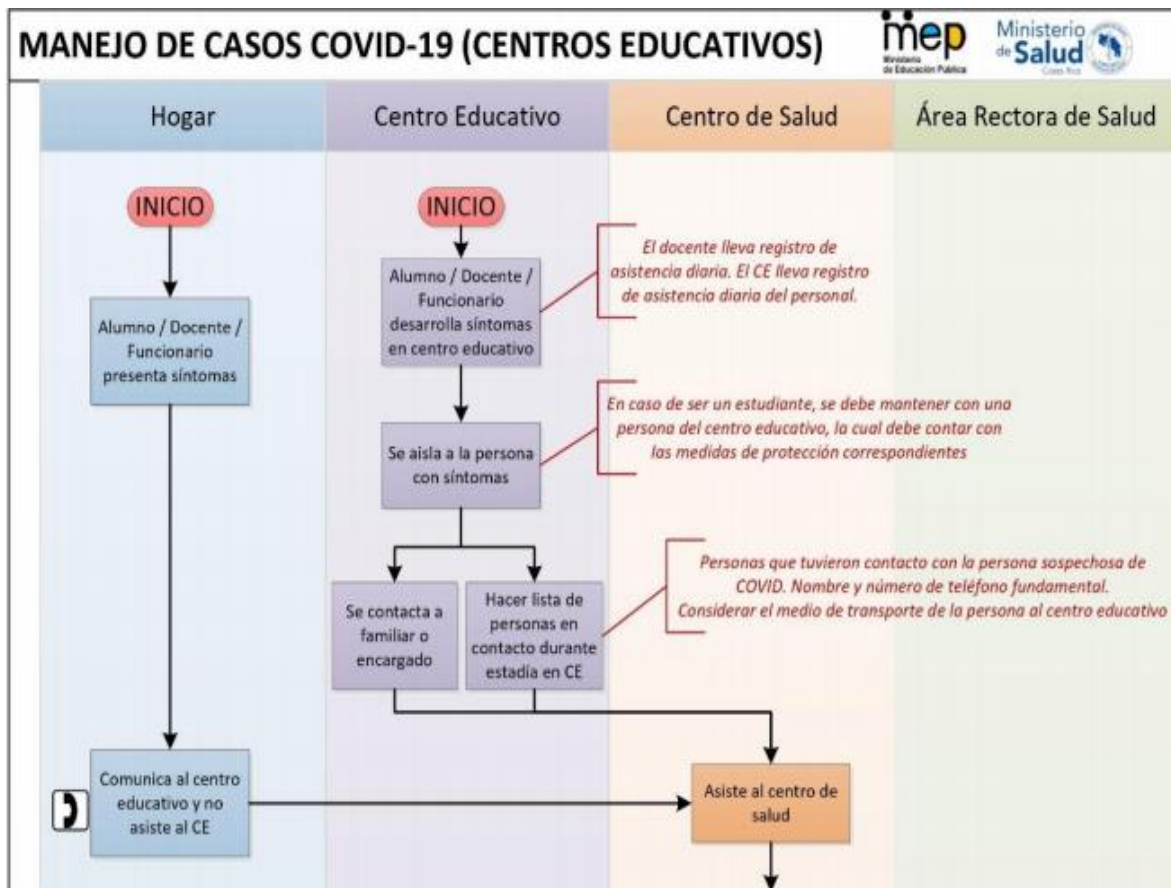 MANEJO DE CASOS COVID-19 (CENTROS EDUCATIVOS)
mep
Ministerio
de Educación Pública
Ministerio
de Salud
Costa Rica
Hogar
Centro Educativo
Centro de Salud
Área Rectora de Salud
INICIO
Alumno / Docente /
Funcionario
presenta síntomas
Comunica al centro
educativo y no
asiste al CE
INICIO
Alumno / Docente /
Funcionario
desarrolla síntomas
en centro educativo
El docente lleva registro de
asistencia diaria. El CE lleva registro
de asistencia diaria del personal.
Se aisla a la persona
con síntomas
En caso de ser un estudiante, se debe mantener con una
persona del centro educativo, la cual debe contar con
las medidas de protección correspondientes
Se contacta a
familiar o
encargado
Hacer lista de
personas en
contacto durante
estadía en CE
Personas que tuvieron contacto con la persona sospechosa de
COVID. Nombre y número de teléfono fundamental.
Considerar el medio de transporte de la persona al centro educativo
Asiste al centro de
salud